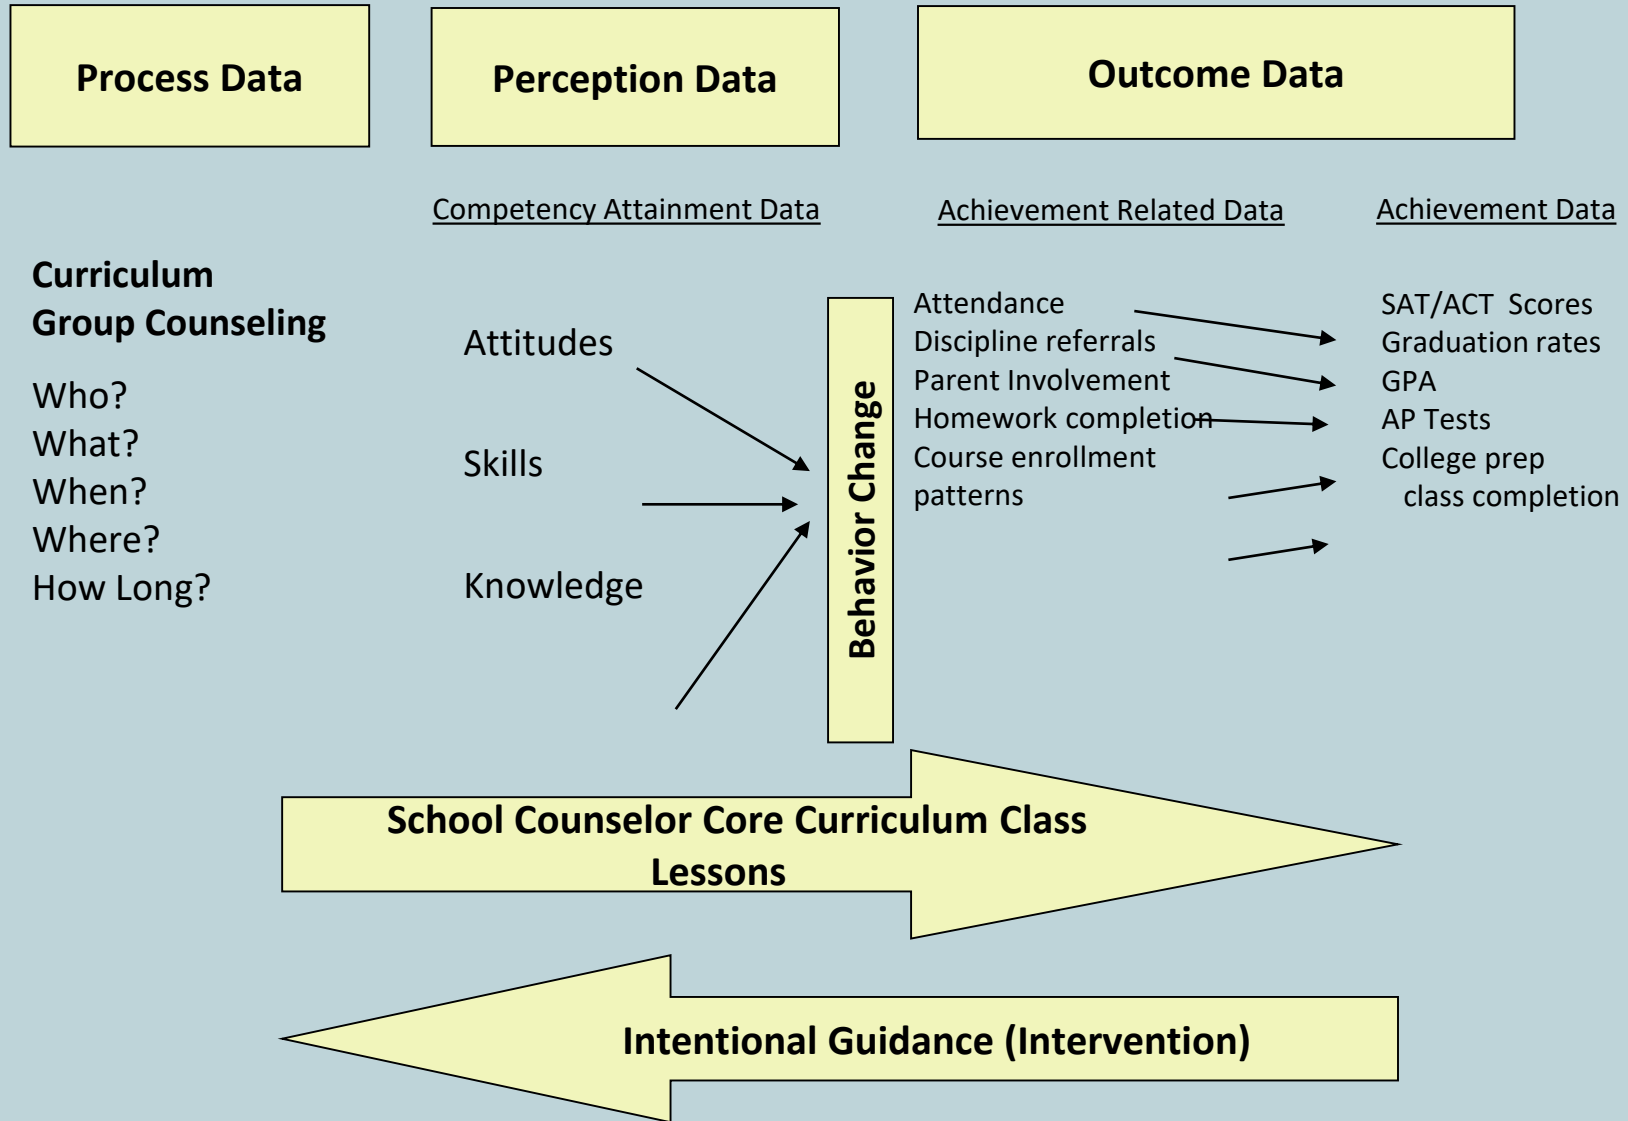 Process Data
Perception Data
Outcome Data
Competency Attainment Data
Achievement Related Data
Achievement Data
Curriculum
Group Counseling
Who?
What?
When?
Where?
How Long?
Attitudes
Skills
Knowledge
Behavior Change
Attendance
Discipline referrals
Parent Involvement
Homework completion
Course enrollment
patterns
SAT/ACT Scores
Graduation rates
GPA
AP Tests
College prep
class completion
School Counselor Core Curriculum Class
Lessons
Intentional Guidance (Intervention)